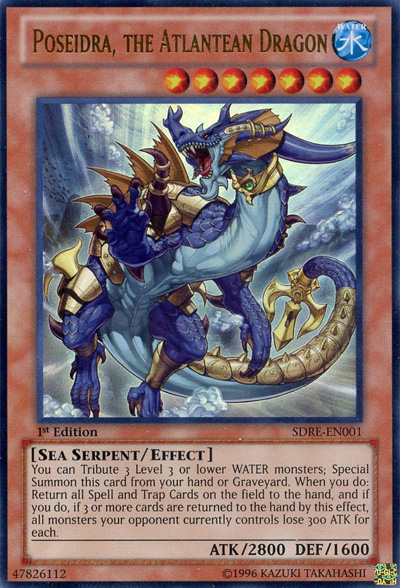 POSEIDRA, THE ATLANTEAN DRAGON
WATER
水
1st Edition
SDRE-EN001
[SEA SERPENT/EFFECT]
You can Tribute 3 Level 3 or lower WATER monsters; Special
Summon this card from your hand or Graveyard. When you do:
Return all Spell and Trap Cards on the field to the hand, and if
you do, if 3 or more cards are returned to the hand by this effect,
all monsters your opponent currently controls lose 300 ATK for
each.
ATK/2800 DEF/1600
47826112
©1996 KAZUKI TAKAHASHI